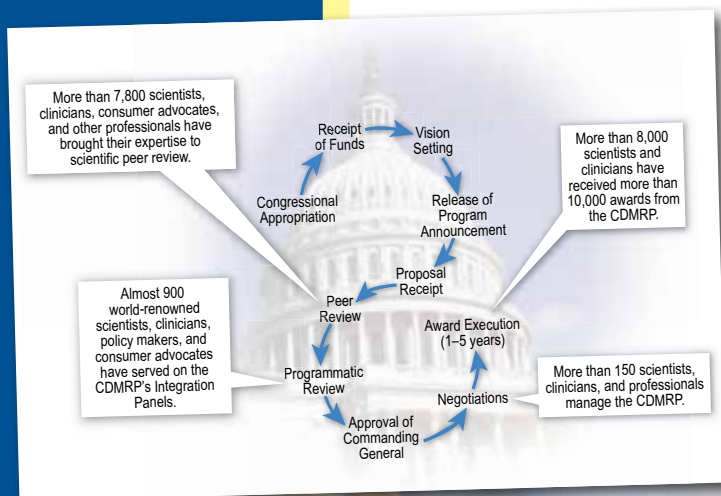 More than 7,800 scientists,
clinicians, consumer advocates,
and other professionals have
brought their expertise to
scientific peer review.
Receipt
of Funds
Vision
Setting
More than 8,000
scientists and
clinicians have
received more than
10,000 awards from
the CDMRP.
Congressional
Appropriation
Release of
Program
Announcement
Proposal
Receipt
Peer
Review
Award Execution
(1–5 years)
Almost 900
world-renowned
scientists, clinicians,
policy makers, and
consumer advocates
have served on the
CDMRP's Integration
Panels.
Programmatic
Review
Negotiations
More than 150 scientists,
clinicians, and professionals
manage the CDMRP.
Approval of
Commanding
General